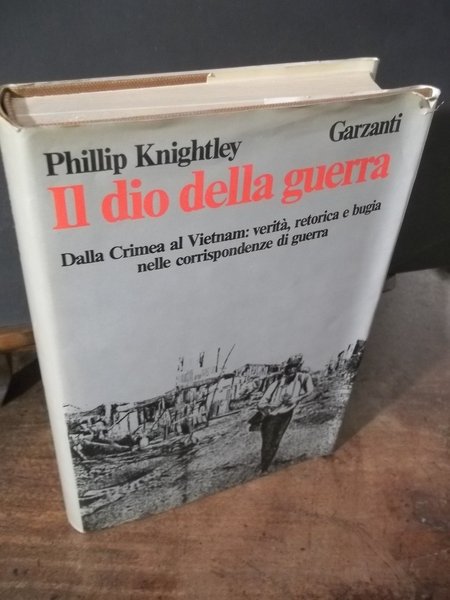 Garzanti
Phillip Knightley
Il dio della guerra
Dalla Crimea al Vietnam: verità, retorica e bugia
nelle corrispondenze di guerra